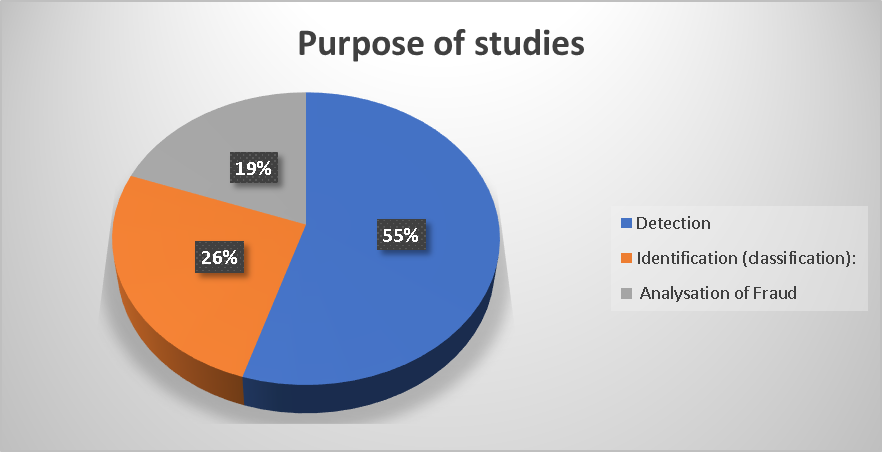 Purpose of studies
19%
55%
26%
Detection
Identification (classification):
Analysation of Fraud